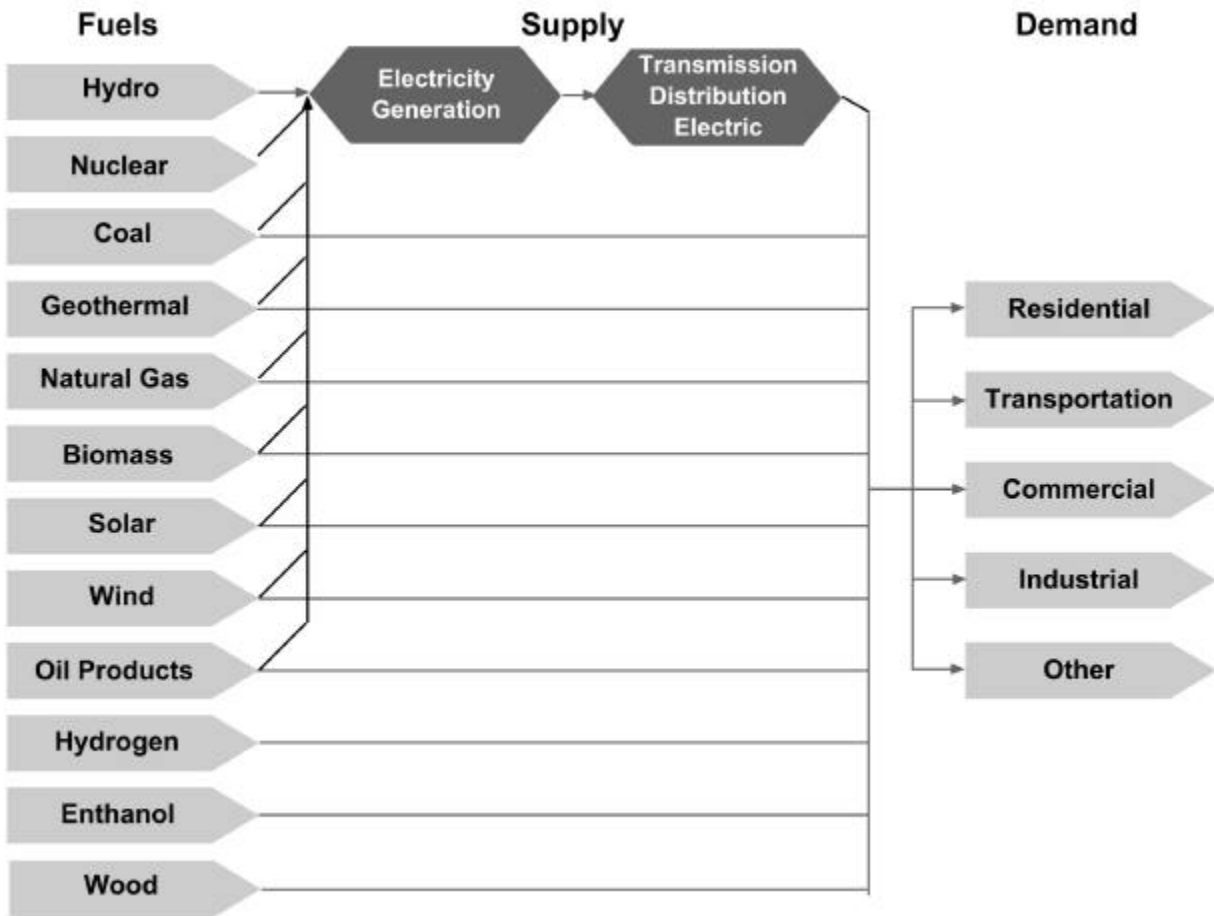 Fuels
Supply
Demand
Hydro
Electricity
Generation
Transmission
Distribution
Electric
Nuclear
Coal
Geothermal
Natural Gas
Biomass
Solar
Wind
Oil Products
Hydrogen
Enthanol
Wood
Residential
Transportation
Commercial
Industrial
Other